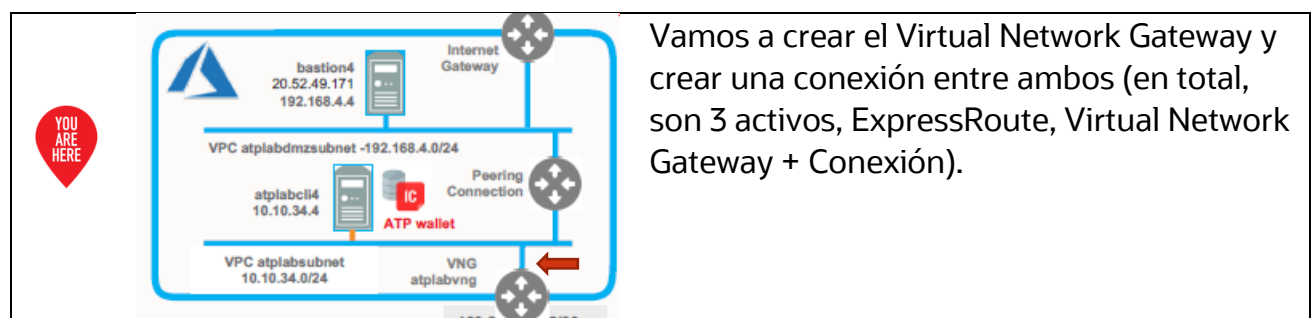 YOU
ARE
HERE
Internet
Gateway
bastion4
20.52.49.171
192.168.4.4
VPC atplabdmzsubnet -192.168.4.0/24
Peering
Connection
atplabcli4
10.10.34.4
IC
ATP wallet
VPC atplabsubnet
10.10.34.0/24
VNG
atplabvng
Vamos a crear el Virtual Network Gateway y
crear una conexión entre ambos (en total,
son 3 activos, ExpressRoute, Virtual Network
Gateway + Conexión).